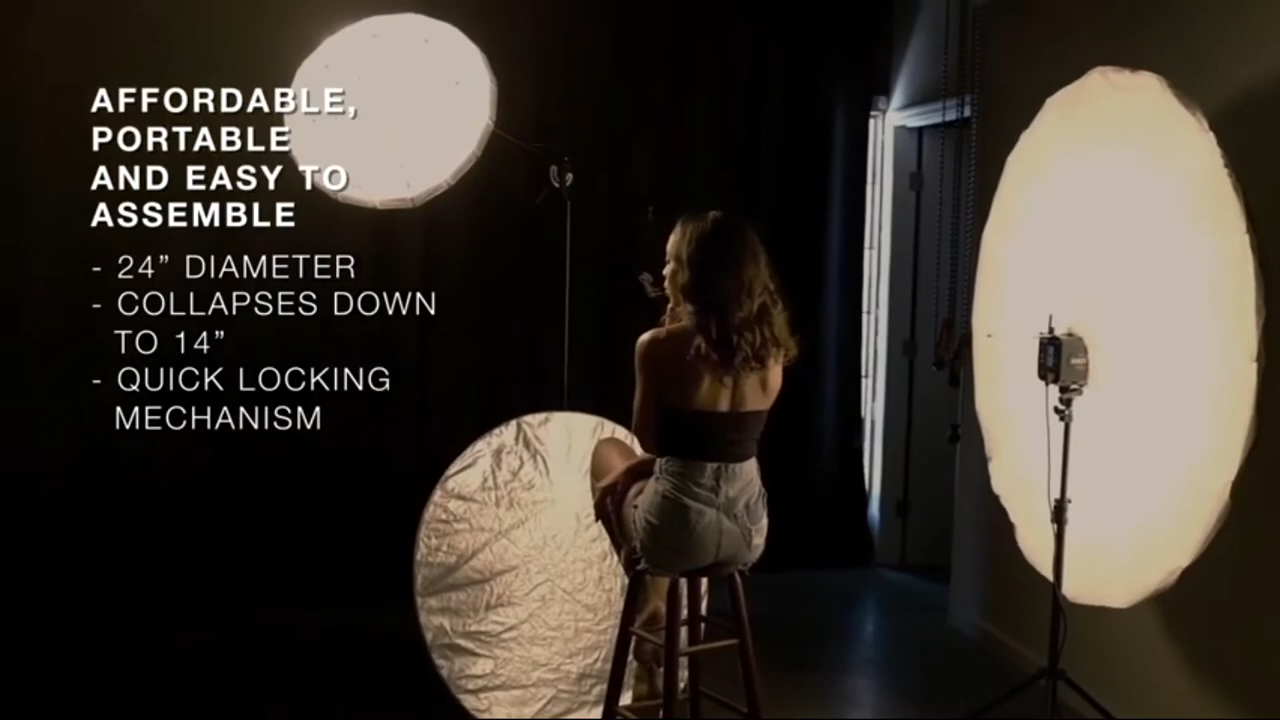 AFFORDABLE,
PORTABLE
AND EASY TO
ASSEMBLE
- 24” DIAMETER
- COLLAPSES DOWN
TO 14”
- QUICK LOCKING
MECHANISM